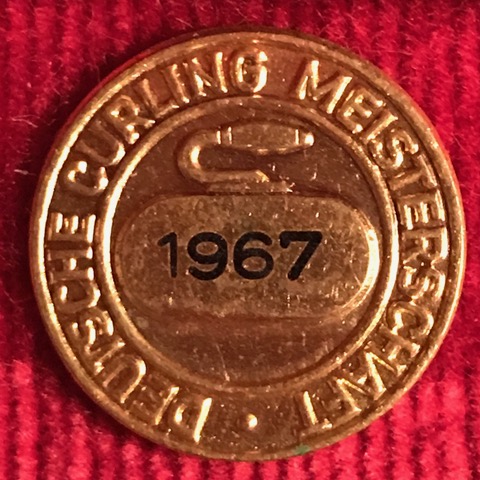 DEUTSCHE CURLING MEISTERSCHAFT ·
1967